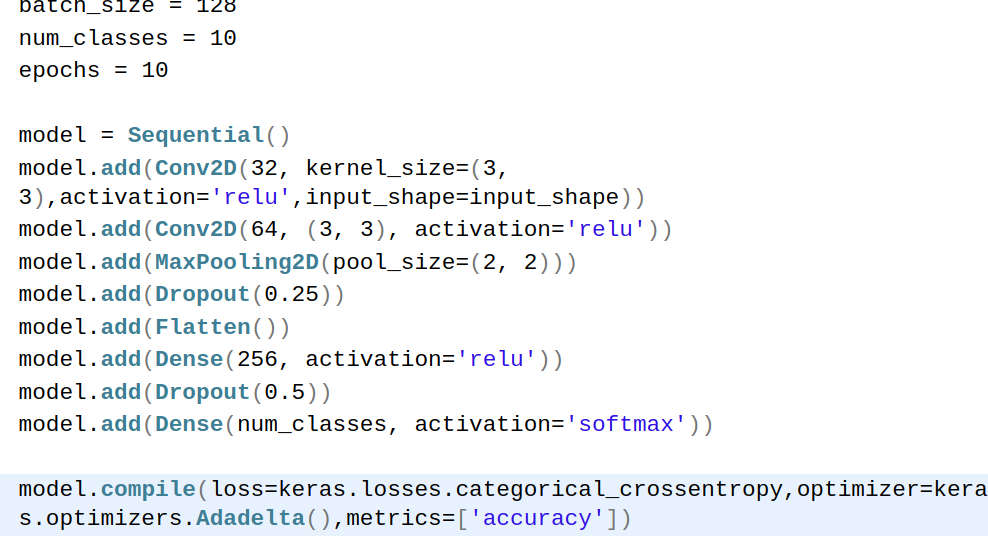 batch_size = 128
num_classes = 10
epochs = 10
model = Sequential()
model.add(Conv2D(32, kernel_size=(3,
3),activation='relu',input_shape=input_shape))
model.add(Conv2D(64, (3, 3), activation='relu'))
model.add(MaxPooling2D(pool_size=(2, 2)))
model.add(Dropout(0.25))
model.add(Flatten())
model.add(Dense(256, activation='relu'))
model.add(Dropout(0.5))
model.add(Dense(num_classes, activation='softmax'))
model.compile(loss=keras.losses.categorical_crossentropy,optimizer=kera
s.optimizers.Adadelta(),metrics=['accuracy'])